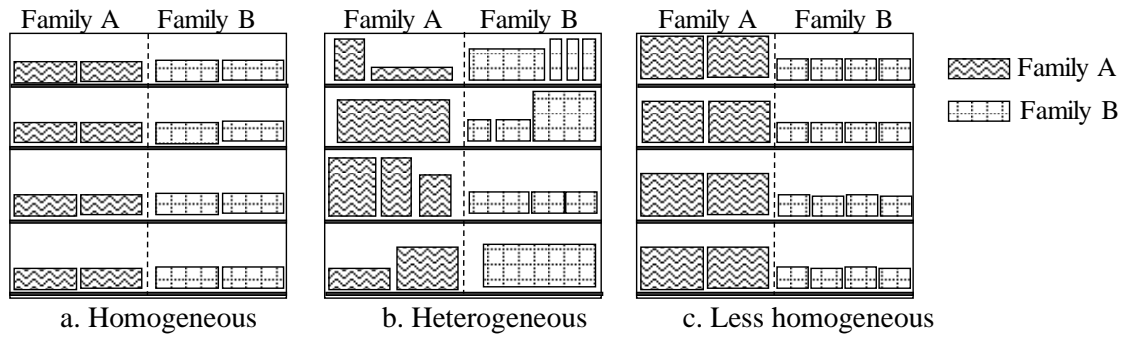 Family A Family B
Family A Family B
Family A Family B
Family A
Family B
a. Homogeneous
b. Heterogeneous
c. Less homogeneous